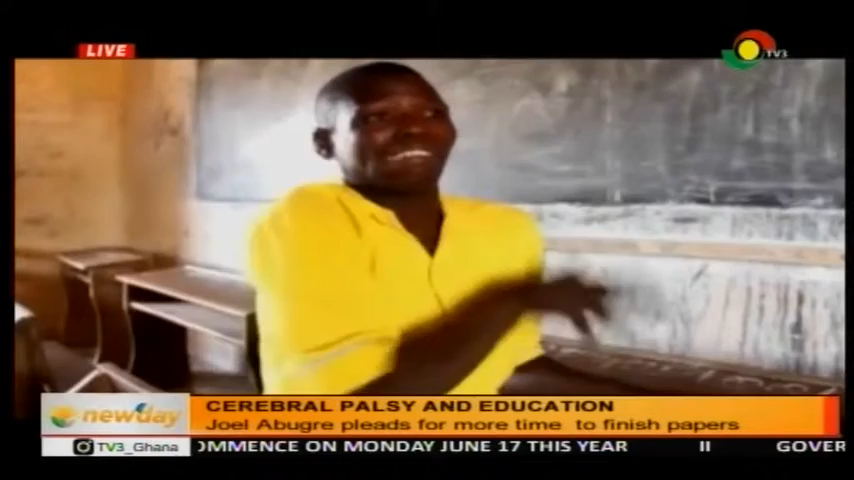 LIVE
TV3
CEREBRAL PALSY AND EDUCATION
newday
Joel Abugre pleads for more time to finish papers
TV3_Ghana
OMMENCE ON MONDAY JUNE 17 THIS YEAR II GOVER